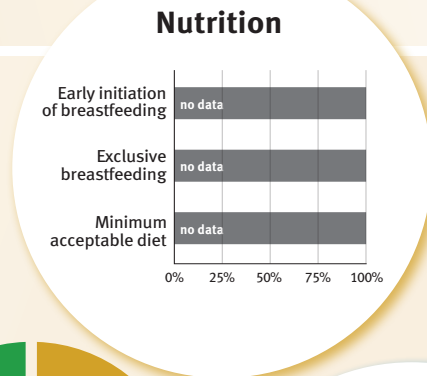 Nutrition
Early initiation
of breastfeeding
no data
Exclusive
breastfeeding
no data
Minimum
acceptable diet
no data
0% 25% 50% 75% 100%